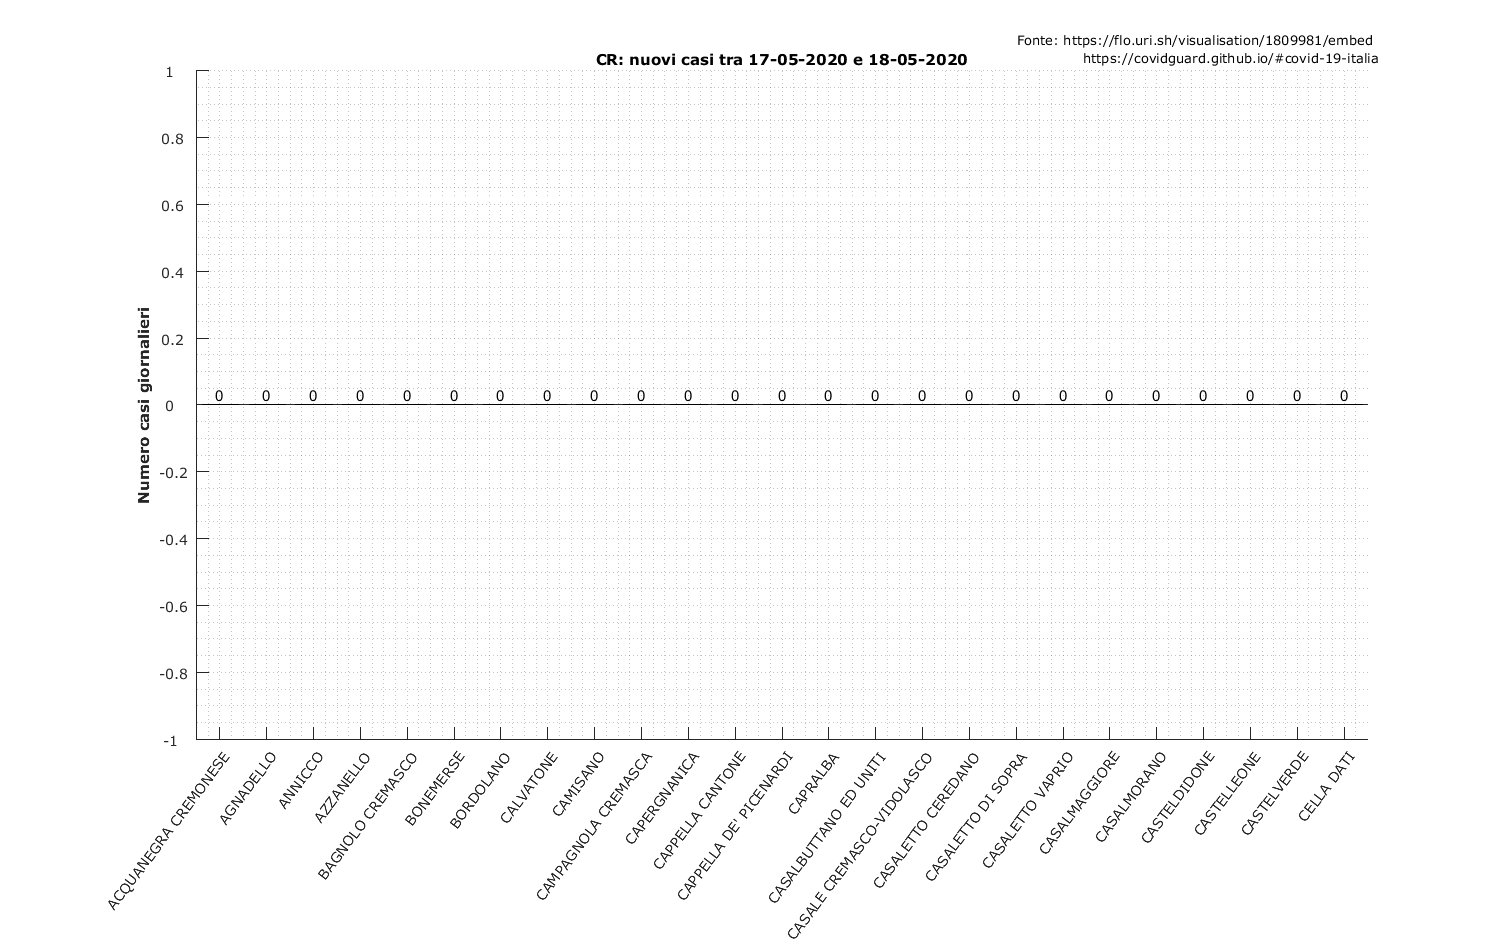 Fonte: https://flo.uri.sh/visualisation/1809981/embed
https://covidguard.github.io/#covid-19-italia
CR: nuovi casi tra 17-05-2020 e 18-05-2020
Numero casi giornalieri
1
0.8
0.6
0.4
0.2
0
-0.2
-0.4
-0.6
-0.8
-1
0 0 0 0 0 0 0 0 0 0 0 0 0 0 0 0 0 0 0 0 0 0 0 0 0
ACQUANEGRA CREMONESE
AGNADELLO
ANNICCO
AZZANELLO
BAGNOLO CREMASCO
BONEMERSE
BORDOLANO
CALVATONE
CAMISANO
CAMPAGNOLA CREMASCA
CAPERGNANICA
CAPPELLA CANTONE
CAPPELLA DE' PICENARDI
CAPRALBA
CASALBUTTANO ED UNITI
CASALE CREMASCO-VIDOLASCO
CASALETTO CEREDANO
CASALETTO DI SOPRA
CASALETTO VAPRIO
CASALMAGGIORE
CASALMORANO
CASTELDIDONE
CASTELLEONE
CASTELVERDE
CELLA DATI